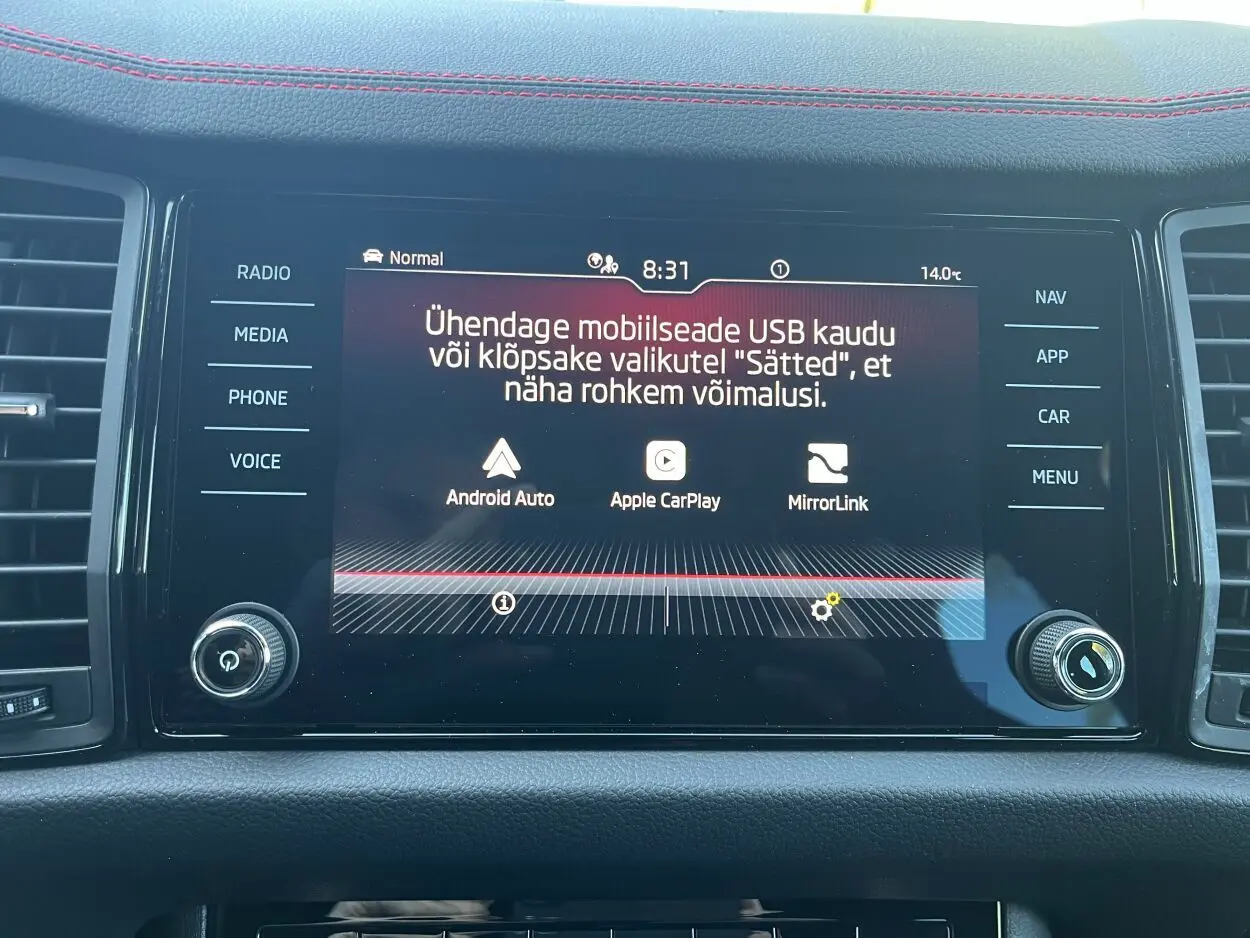 Normal
8:31
1
14.0°C
RADIO
MEDIA
PHONE
VOICE
NAV
APP
CAR
MENU
Ühendage mobiilseade USB kaudu
või klõpsake valikutel "Sätted", et
näha rohkem võimalusi.
Android Auto
Apple CarPlay
MirrorLink